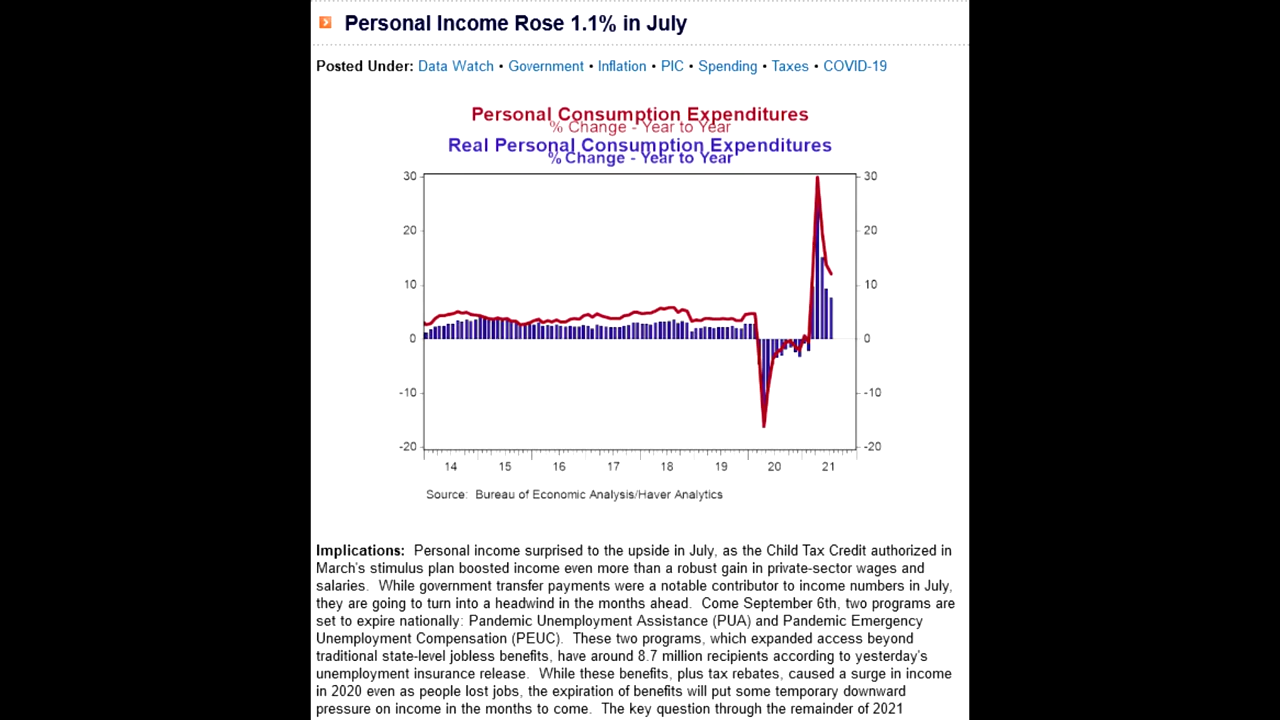 Personal Income Rose 1.1% in July
Posted Under: Data Watch • Government • Inflation • PIC • Spending • Taxes • COVID-19
Personal Consumption Expenditures
% Change - Year to Year
Real Personal Consumption Expenditures
% Change - Year to Year
30 30
20 20
10 10
0 0
-10 -10
-20 -20
14 15 16 17 18 19 20 21
Source: Bureau of Economic Analysis/Haver Analytics
Implications: Personal income surprised to the upside in July, as the Child Tax Credit authorized in
March's stimulus plan boosted income even more than a robust gain in private-sector wages and
salaries. While government transfer payments were a notable contributor to income numbers in July,
they are going to turn into a headwind in the months ahead. Come September 6th, two programs are
set to expire nationally: Pandemic Unemployment Assistance (PUA) and Pandemic Emergency
Unemployment Compensation (PEUC). These two programs, which expanded access beyond
traditional state-level jobless benefits, have around 8.7 million recipients according to yesterday's
unemployment insurance release. While these benefits, plus tax rebates, caused a surge in income
in 2020 even as people lost jobs, the expiration of benefits will put some temporary downward
pressure on income in the months to come. The key question through the remainder of 2021